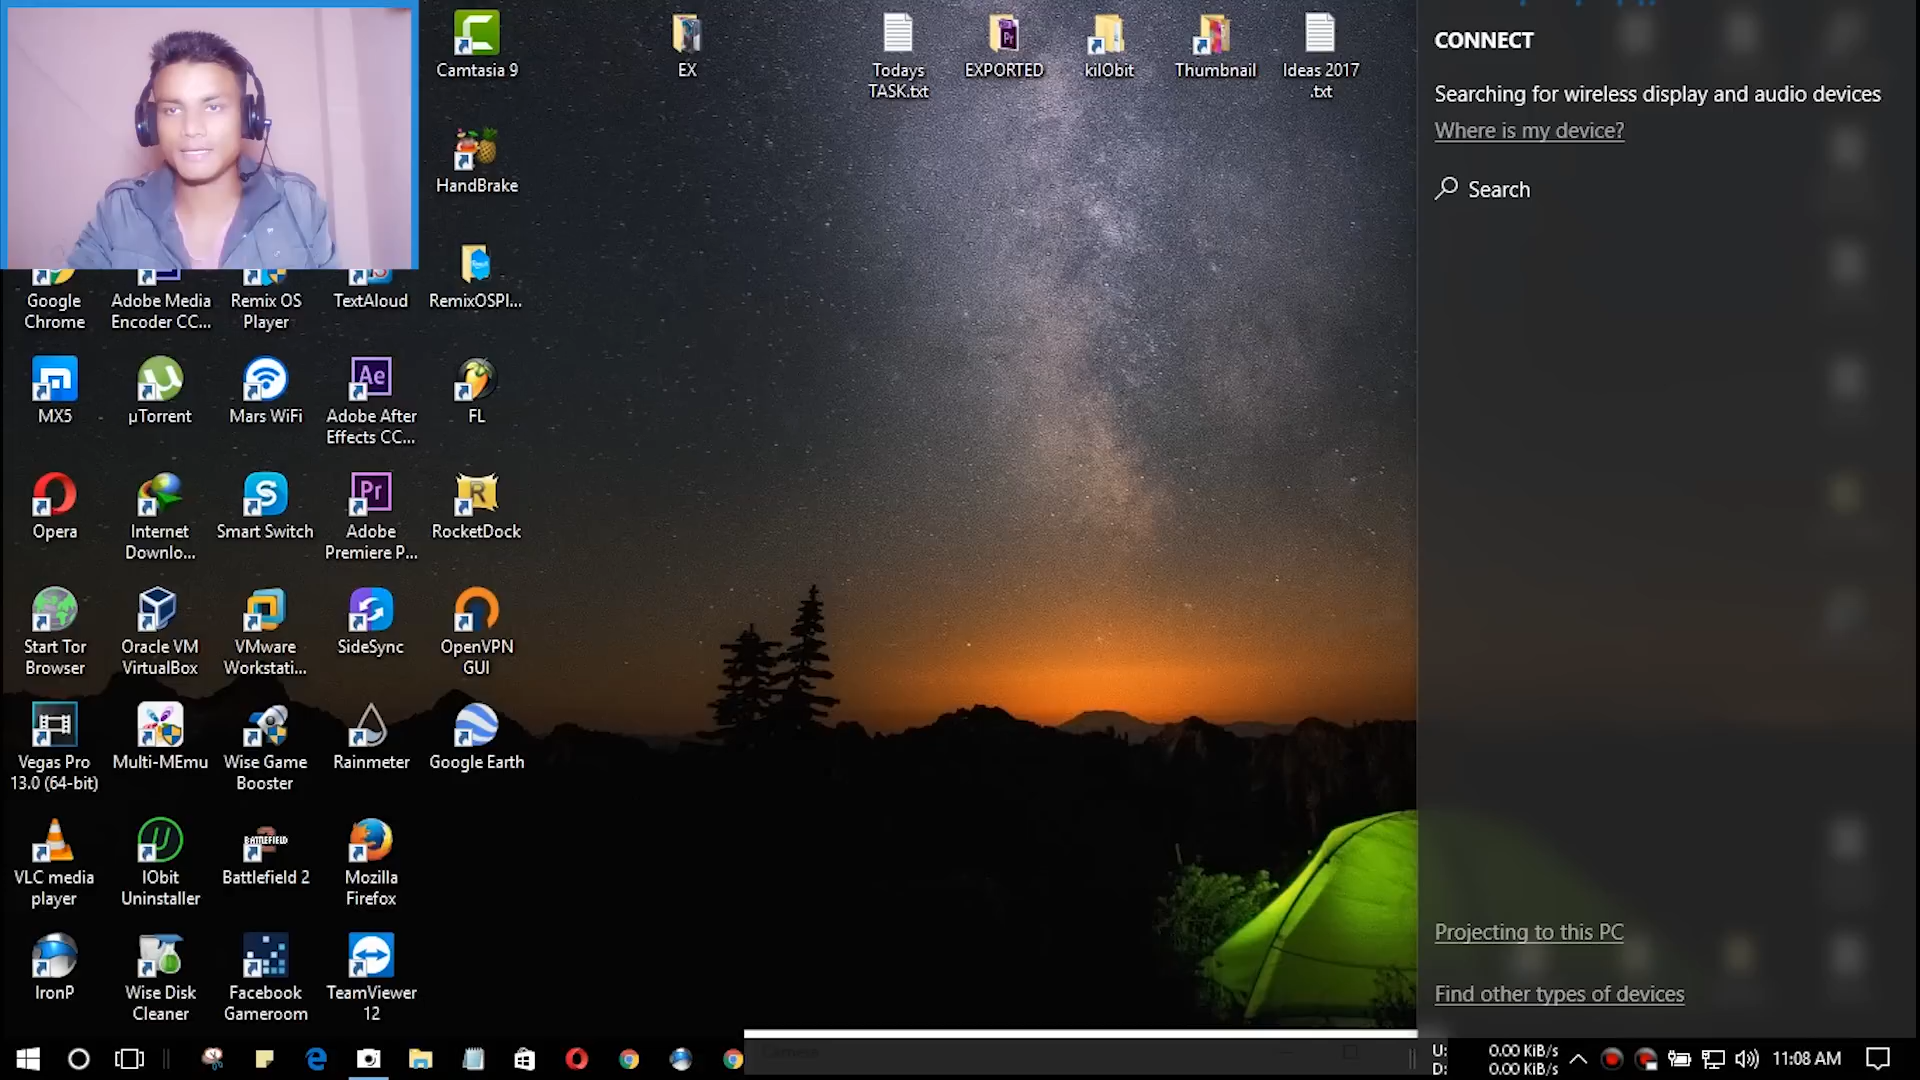 Camtasia 9
EX
Todays
TASK.txt
EXPORTED
kilObit
Thumbnail
Ideas 2017
.txt
HandBrake
Google
Chrome
Adobe Media
Encoder CC...
Remix OS
Player
TextAloud
RemixOSPl...
MX5
µTorrent
Mars WiFi
Ae
Adobe After
Effects CC...
FL
Opera
Internet
Downlo...
Smart Switch
Pr
Adobe
Premiere P...
RocketDock
Start Tor
Browser
Oracle VM
VirtualBox
VMware
Workstati...
SideSync
OpenVPN
GUI
Vegas Pro
13.0 (64-bit)
Multi-MEmu
Wise Game
Booster
Rainmeter
Google Earth
VLC media
player
IObit
Uninstaller
BATTLEFIELD
Battlefield 2
Mozilla
Firefox
IronP
Wise Disk
Cleaner
Facebook
Gameroom
TeamViewer
12
CONNECT
Searching for wireless display and audio devices
Where is my device?
Search
Projecting to this PC
Find other types of devices
U: 0.00 KiB/s
D: 0.00 KiB/s
11:08 AM